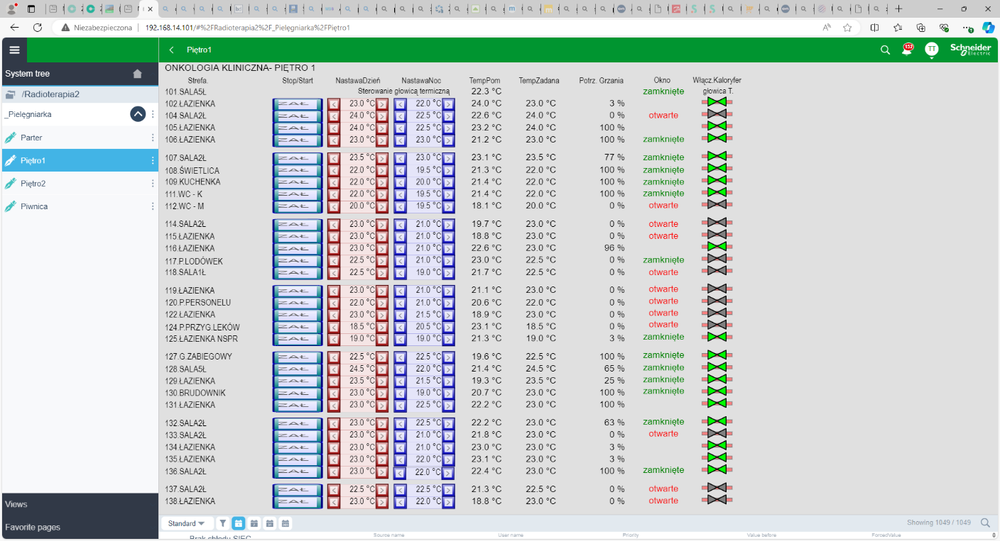 Niezabezpieczona 192.168.14.101/#%2FRadioterapia2%2F_Pielęgniarka%2FPiętro1
Piętro1 152 TT Schneider Electric
System tree
/Radioterapia2
_Pielęgniarka
Parter
Piętro1
Piętro2
Piwnica
Views
Favorite pages
ONKOLOGIA KLINICZNA- PIĘTRO 1
Strefa. Stop/Start NastawaDzień NastawaNoc TempPom TempZadana Potrz. Grzania Okno Włącz.Kaloryfer
101.SALA5Ł Sterowanie głowicą termiczną 22.3 °C zamknięte głowica T.
102.ŁAZIENKA ZAŁ < 23.0 °C > < 22.0 °C > 24.0 °C 23.0 °C 3 %
104.SALA2Ł ZAŁ < 24.0 °C > < 22.5 °C > 22.6 °C 24.0 °C 0 % otwarte
105.ŁAZIENKA ZAŁ < 24.0 °C > < 22.5 °C > 23.2 °C 24.0 °C 100 %
106.ŁAZIENKA ZAŁ < 23.0 °C > < 23.0 °C > 21.2 °C 23.0 °C 100 % zamknięte
107.SALA2Ł ZAŁ < 23.5 °C > < 23.0 °C > 23.1 °C 23.5 °C 77 % zamknięte
108.ŚWIETLICA ZAŁ < 22.0 °C > < 19.5 °C > 21.3 °C 22.0 °C 100 % zamknięte
109.KUCHENKA ZAŁ < 22.0 °C > < 20.0 °C > 21.4 °C 22.0 °C 100 % zamknięte
111.WC - K ZAŁ < 22.0 °C > < 19.5 °C > 21.4 °C 22.0 °C 100 % zamknięte
112.WC - M ZAŁ < 20.0 °C > < 19.5 °C > 18.1 °C 20.0 °C 0 % otwarte
114.SALA2Ł ZAŁ < 23.0 °C > < 21.0 °C > 19.7 °C 23.0 °C 0 % otwarte
115.ŁAZIENKA ZAŁ < 23.0 °C > < 21.0 °C > 18.8 °C 23.0 °C 0 % otwarte
116.ŁAZIENKA ZAŁ < 23.0 °C > < 21.0 °C > 22.6 °C 23.0 °C 96 %
117.P.LODÓWEK ZAŁ < 22.5 °C > < 21.0 °C > 23.0 °C 22.5 °C 0 % zamknięte
118.SALA1Ł ZAŁ < 22.5 °C > < 19.0 °C > 21.7 °C 22.5 °C 0 % otwarte
119.ŁAZIENKA ZAŁ < 23.0 °C > < 21.0 °C > 21.1 °C 23.0 °C 0 % otwarte
120.P.PERSONELU ZAŁ < 22.0 °C > < 21.0 °C > 20.6 °C 22.0 °C 0 % otwarte
122.ŁAZIENKA ZAŁ < 23.0 °C > < 21.5 °C > 18.9 °C 23.0 °C 0 % otwarte
124.P.PRZYG.LEKÓW ZAŁ < 18.5 °C > < 20.5 °C > 23.1 °C 18.5 °C 0 % otwarte
125.ŁAZIENKA NSPR ZAŁ < 19.0 °C > < 19.0 °C > 21.3 °C 19.0 °C 3 % zamknięte
127.G.ZABIEGOWY ZAŁ < 22.5 °C > < 22.5 °C > 19.6 °C 22.5 °C 100 % zamknięte
128.SALA5Ł ZAŁ < 24.5 °C > < 22.0 °C > 21.4 °C 24.5 °C 65 % zamknięte
129.ŁAZIENKA ZAŁ < 23.5 °C > < 21.5 °C > 19.3 °C 23.5 °C 25 % zamknięte
130.BRUDOWNIK ZAŁ < 23.0 °C > < 19.0 °C > 20.7 °C 23.0 °C 100 % zamknięte
131.ŁAZIENKA ZAŁ < 23.0 °C > < 22.5 °C > 22.2 °C 23.0 °C 100 %
132.SALA2Ł ZAŁ < 23.0 °C > < 22.5 °C > 22.2 °C 23.0 °C 63 % zamknięte
133.SALA2Ł ZAŁ < 23.0 °C > < 21.0 °C > 21.8 °C 23.0 °C 0 % otwarte
134.ŁAZIENKA ZAŁ < 23.0 °C > < 21.0 °C > 23.0 °C 23.0 °C 3 %
135.ŁAZIENKA ZAŁ < 23.0 °C > < 22.0 °C > 23.1 °C 23.0 °C 3 %
136.SALA2Ł ZAŁ < 23.0 °C > < 22.0 °C > 22.4 °C 23.0 °C 100 % zamknięte
137.SALA2Ł ZAŁ < 22.5 °C > < 22.5 °C > 21.3 °C 22.5 °C 0 % otwarte
138.ŁAZIENKA ZAŁ < 23.0 °C > < 22.0 °C > 18.8 °C 23.0 °C 0 % otwarte
Standard Showing 1049 / 1049
Source name User name Priority Value before ForcedValue